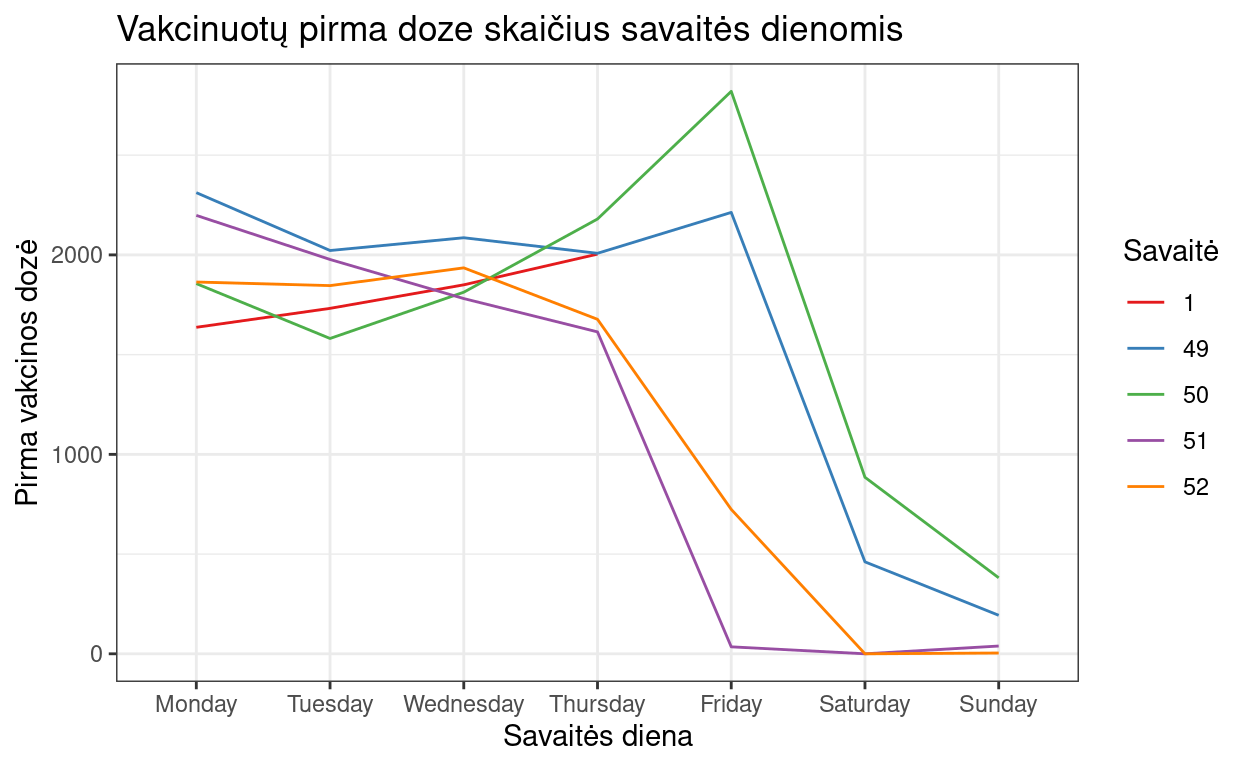 Vakcinuotų pirma doze skaičius savaitės dienomis
Pirma vakcinos dozė
2000
1000
0
Monday
Tuesday
Wednesday
Thursday
Friday
Saturday
Sunday
Savaitės diena
Savaitė
1
49
50
51
52